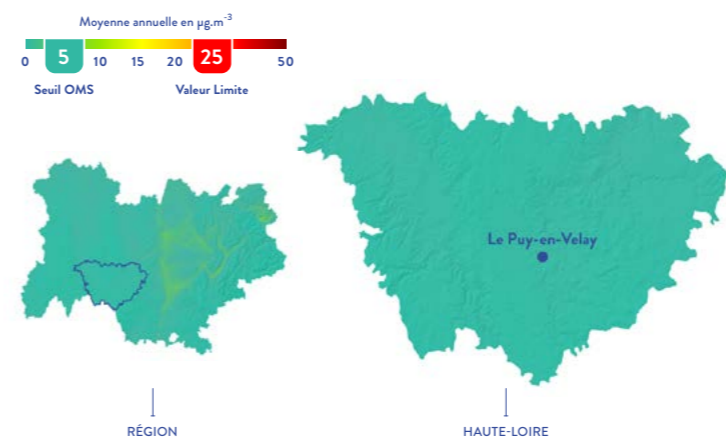 Moyenne annuelle en µg.m⁻³
0 5 10 15 20 25 50
Seuil OMS Valeur Limite
Le Puy-en-Velay
RÉGION HAUTE-LOIRE